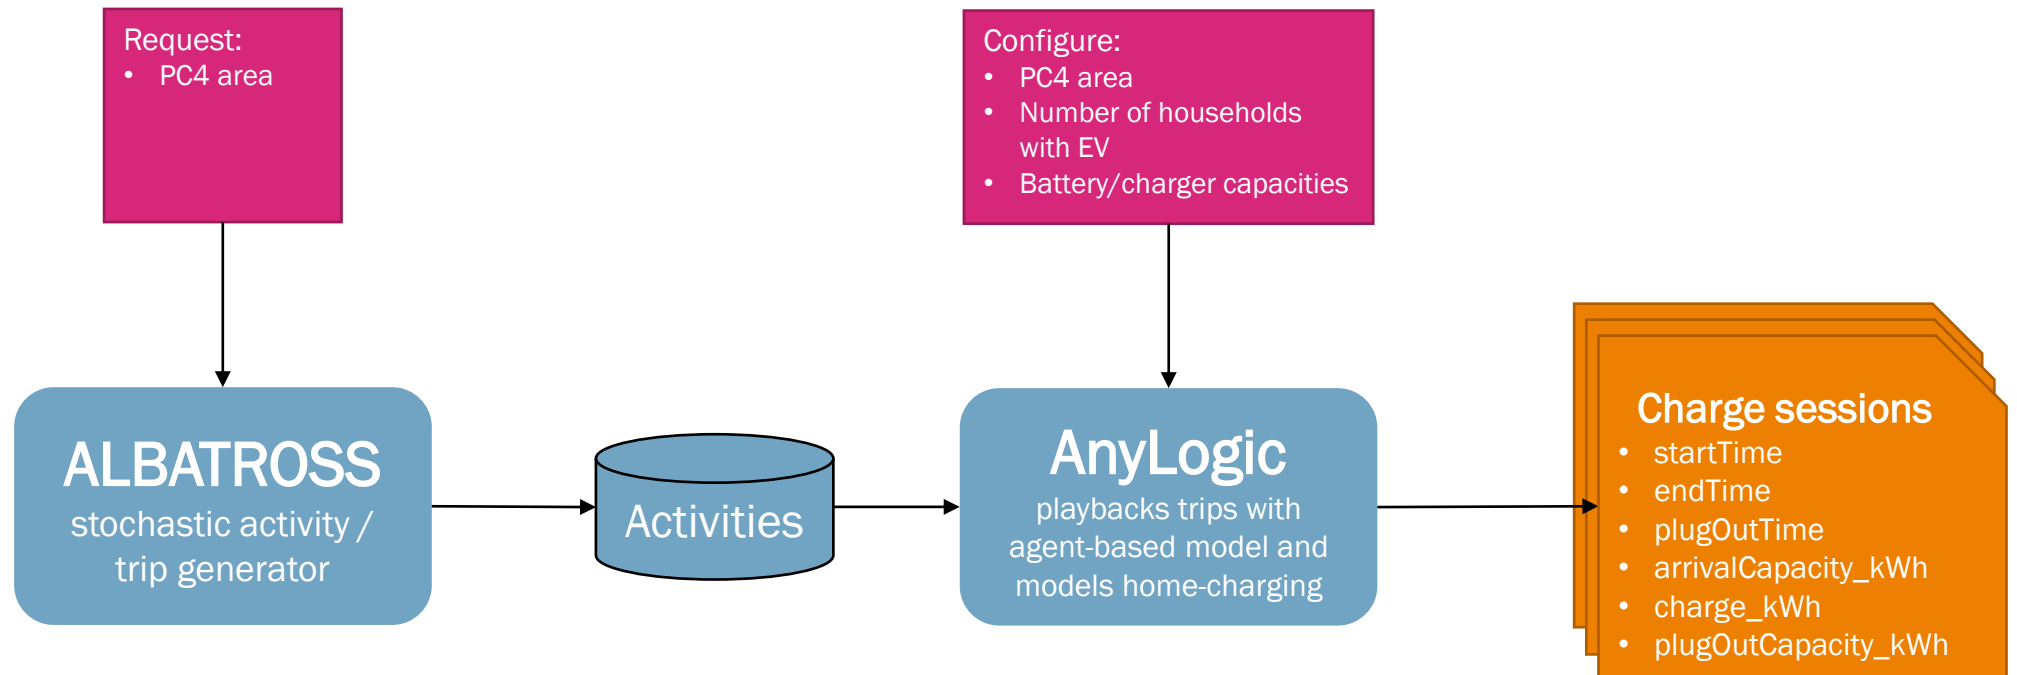 Request:
• PC4 area
Configure:
• PC4 area
• Number of households
with EV
• Battery/charger capacities
ALBATROSS
stochastic activity /
trip generator
Activities
AnyLogic
playbacks trips with
agent-based model and
models home-charging
Charge sessions
• startTime
• endTime
• plugOutTime
• arrivalCapacity_kWh
• charge_kWh
• plugOutCapacity_kWh